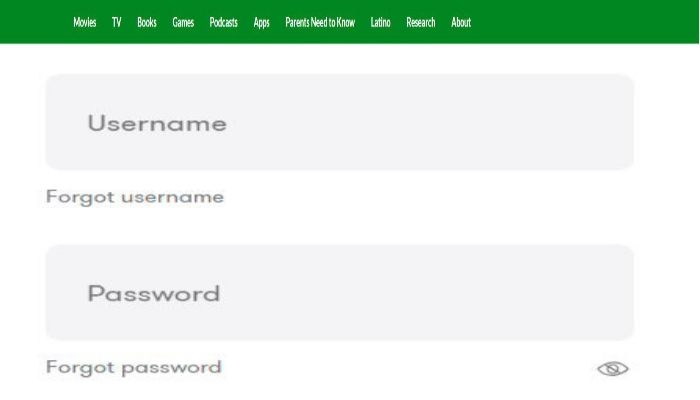 Movies TV Books Games Podcasts Apps Parents Need to Know Latino Research About
Username
Forgot username
Password
Forgot password